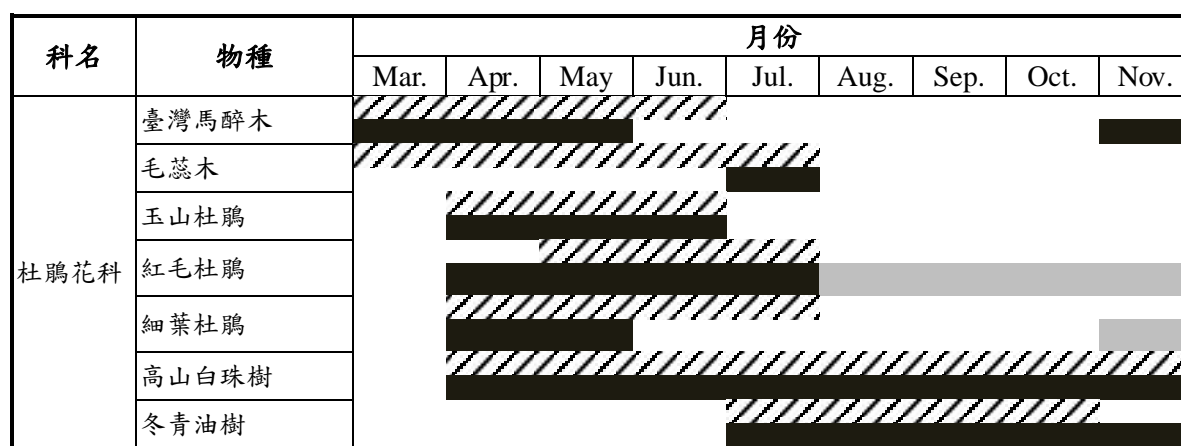 科名 物種 月份
Mar. Apr. May Jun. Jul. Aug. Sep. Oct. Nov.
臺灣馬醉木
毛蕊木
玉山杜鵑
杜鵑花科 紅毛杜鵑
細葉杜鵑
高山白珠樹
冬青油樹